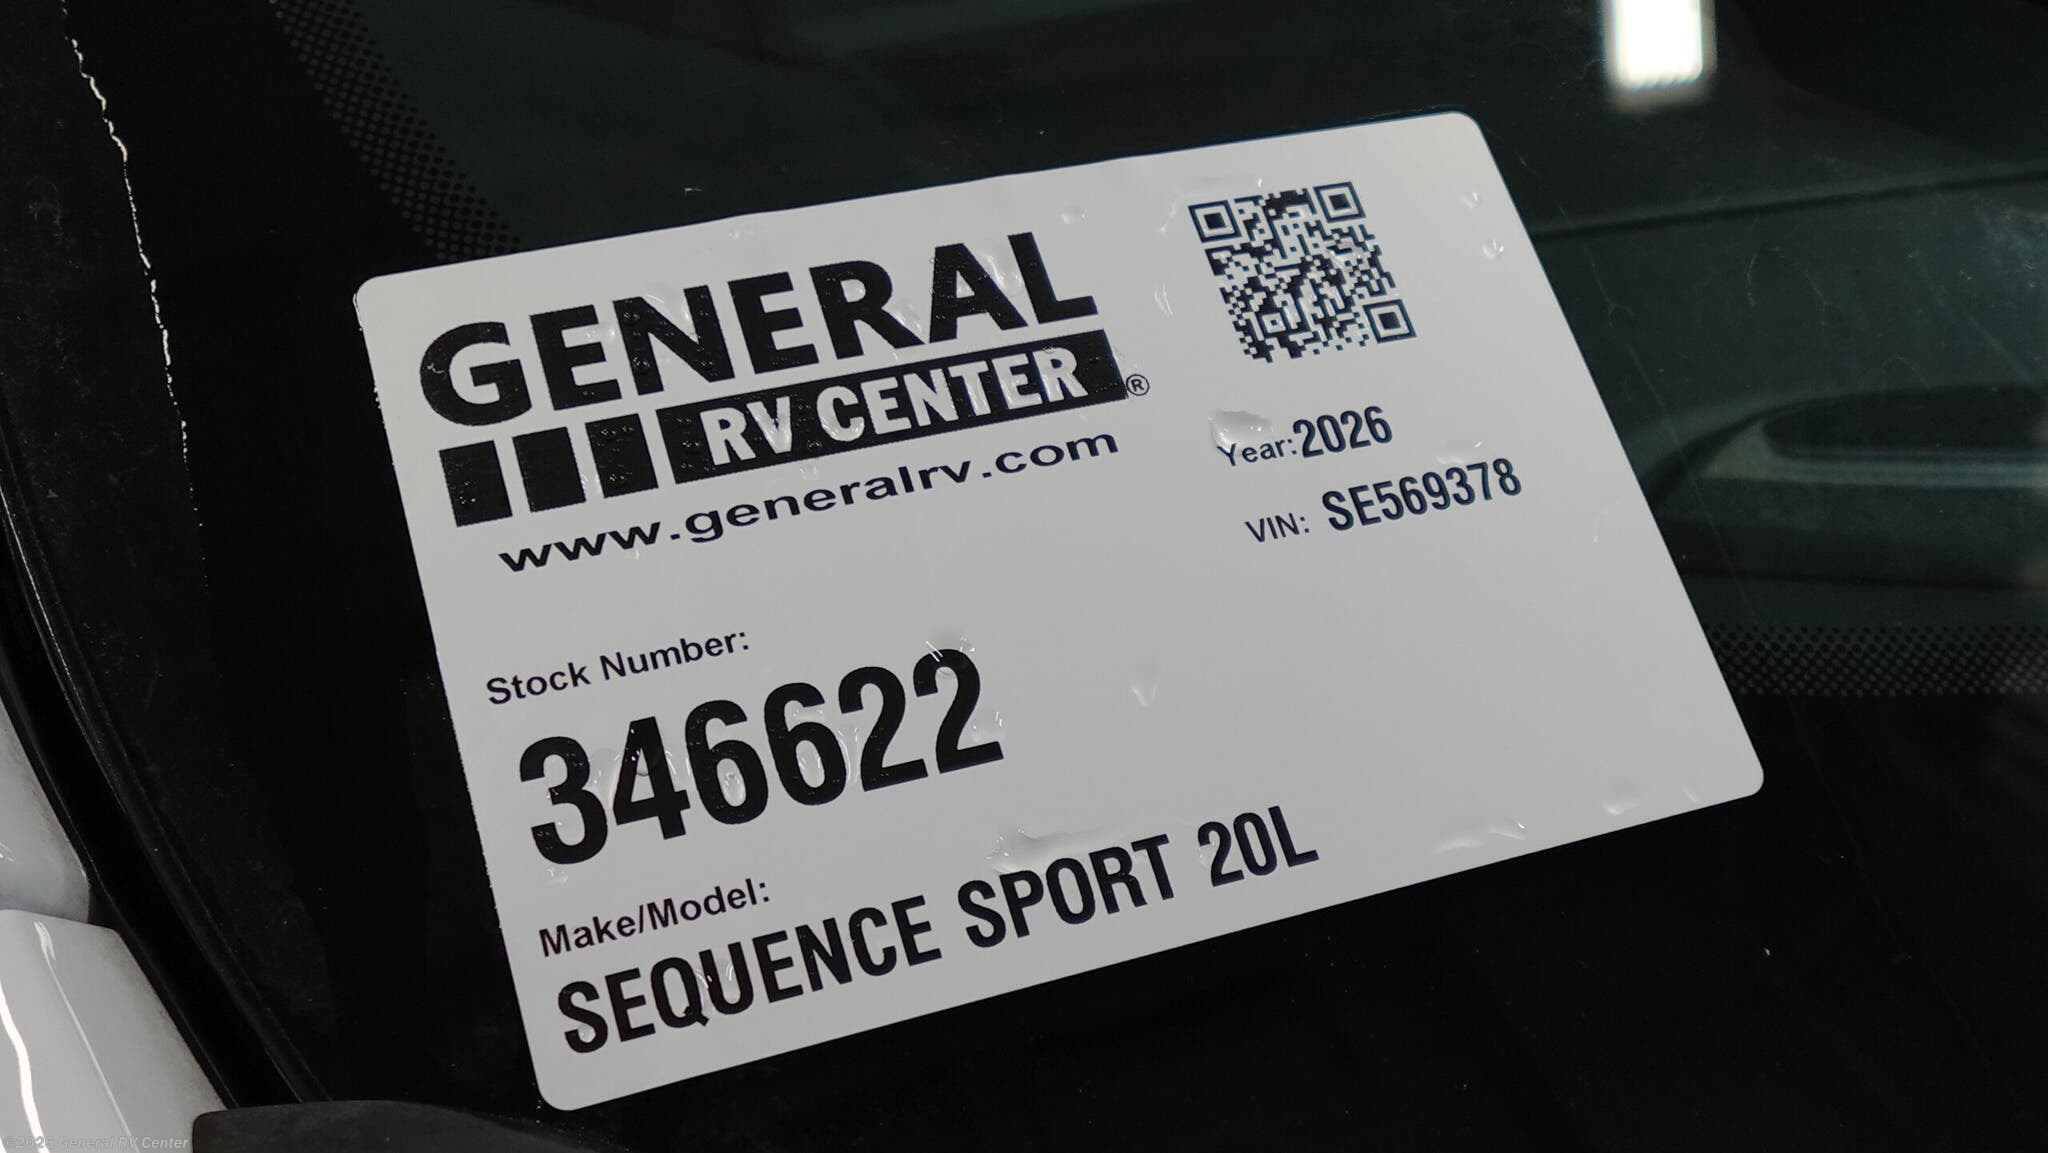 GENERAL
RV CENTER®
www.generalrv.com
Year:2026
VIN: SE569378
Stock Number:
346622
Make/Model:
SEQUENCE SPORT 20L
©2025 General RV Center